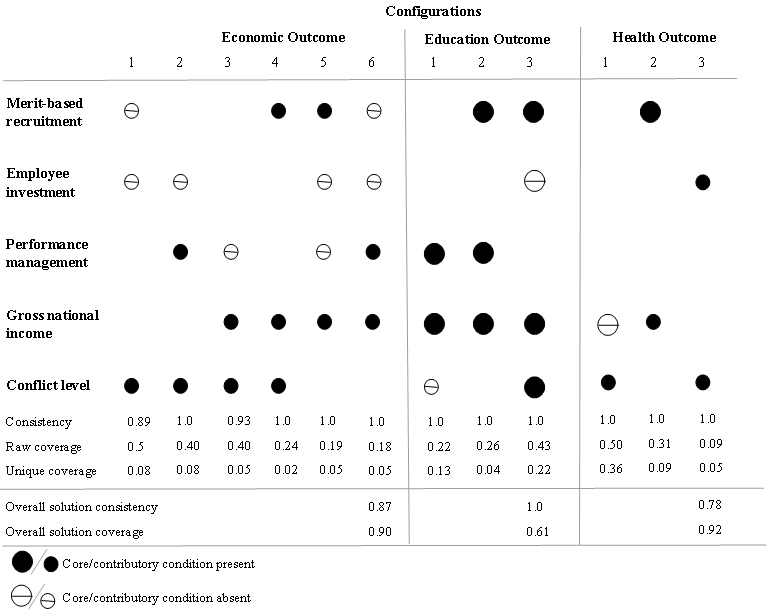 Configurations
Economic Outcome Education Outcome Health Outcome
1 2 3 4 5 6 1 2 3 1 2 3
Merit-based
recruitment
Employee
investment
Performance
management
Gross national
income
Conflict level
Consistency 0.89 1.0 0.93 1.0 1.0 1.0 1.0 1.0 1.0 1.0 1.0 1.0
Raw coverage 0.5 0.40 0.40 0.24 0.19 0.18 0.22 0.26 0.43 0.50 0.31 0.09
Unique coverage 0.08 0.08 0.05 0.02 0.05 0.05 0.13 0.04 0.22 0.36 0.09 0.05
Overall solution consistency 0.87 1.0 0.78
Overall solution coverage 0.90 0.61 0.92
Core/contributory condition present
Core/contributory condition absent